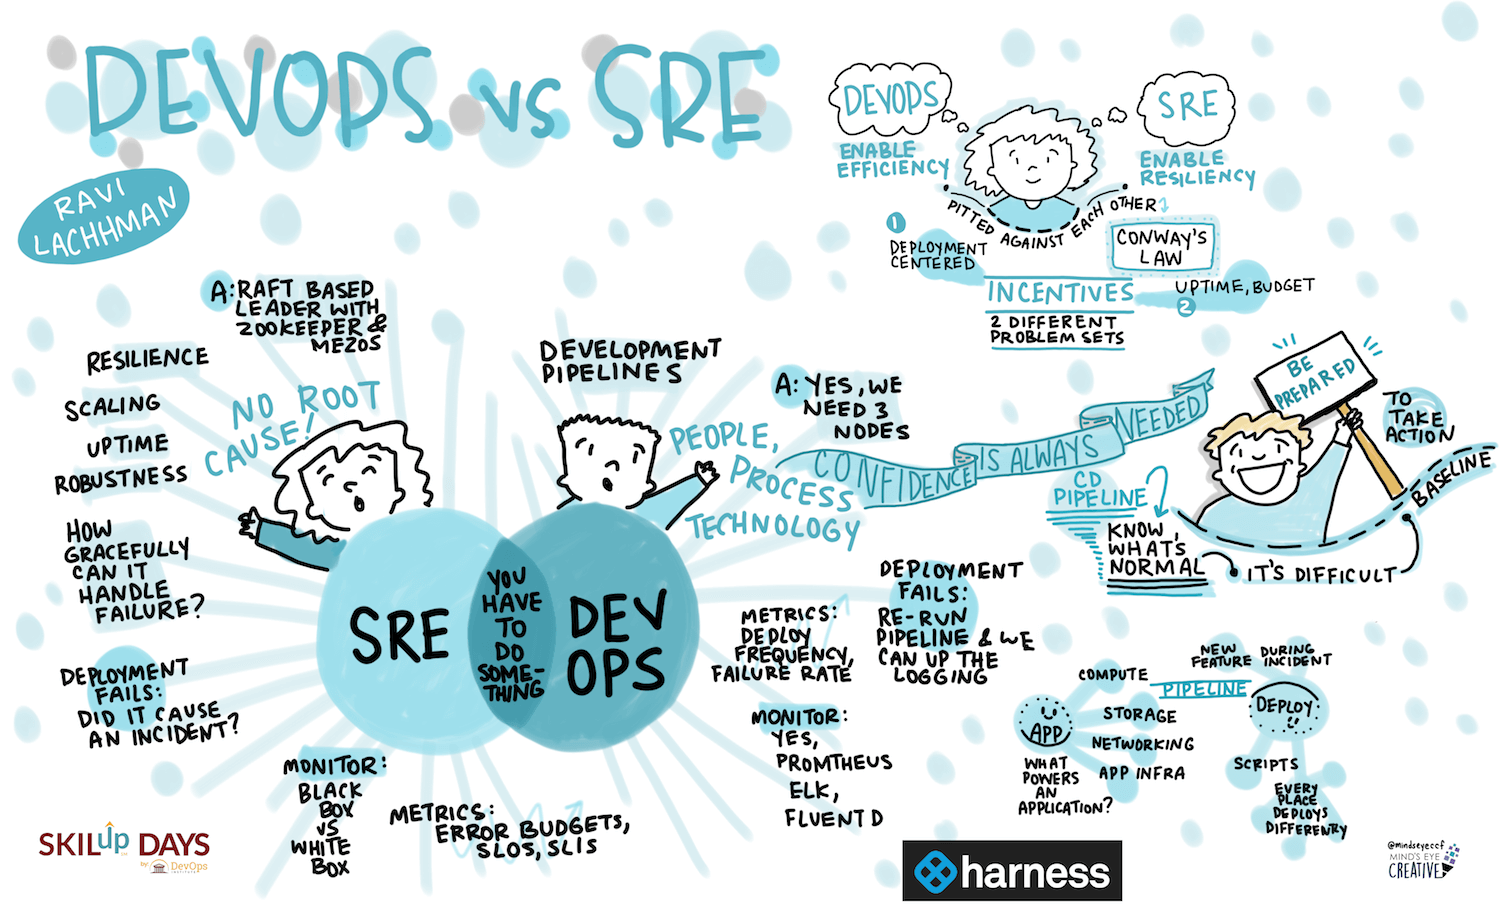 DEVOPS vs SRE
RAVI
LACHHMAN
DEVOPS
ENABLE
EFFICIENCY
SRE
ENABLE
RESILIENCY
PITTED AGAINST EACH OTHER
CONWAY'S
LAW
1
DEPLOYMENT
CENTERED
INCENTIVES
2 DIFFERENT
PROBLEM SETS
UPTIME, BUDGET
2
A: RAFT BASED
LEADER WITH
ZOOKEEPER &
MEZOS
RESILIENCE
SCALING
UPTIME
ROBUSTNESS
HOW
GRACEFULLY
CAN IT
HANDLE
FAILURE?
DEPLOYMENT
FAILS:
DID IT CAUSE
AN INCIDENT?
NO ROOT
CAUSE!
SRE
YOU
HAVE
TO
DO
SOME-
THING
DEV
OPS
MONITOR:
BLACK
BOX
VS
WHITE
BOX
METRICS:
ERROR BUDGETS,
SLOS, SLIS
DEVELOPMENT
PIPELINES
PEOPLE,
PROCESS
TECHNOLOGY
A: YES, WE
NEED 3
NODES
CONFIDENCE IS ALWAYS NEEDED
METRICS:
DEPLOY
FREQUENCY,
FAILURE RATE
DEPLOYMENT
FAILS:
RE-RUN
PIPELINE & WE
CAN UP THE
LOGGING
MONITOR:
YES,
PROMTHEUS
ELK,
FLUENT D
BE
PREPARED
TO
TAKE
ACTION
BASELINE
CD
PIPELINE
KNOW
WHAT'S
NORMAL
IT'S DIFFICULT
APP
WHAT
POWERS
AN
APPLICATION?
COMPUTE
STORAGE
NETWORKING
APP INFRA
PIPELINE
NEW
FEATURE
DURING
INCIDENT
DEPLOY
SCRIPTS
EVERY
PLACE
DEPLOYS
DIFFERENTRY
SKILup DAYS
by: DevOps
INSTITUTE
harness
@mindseyeccf
MIND'S EYE
CREATIVE